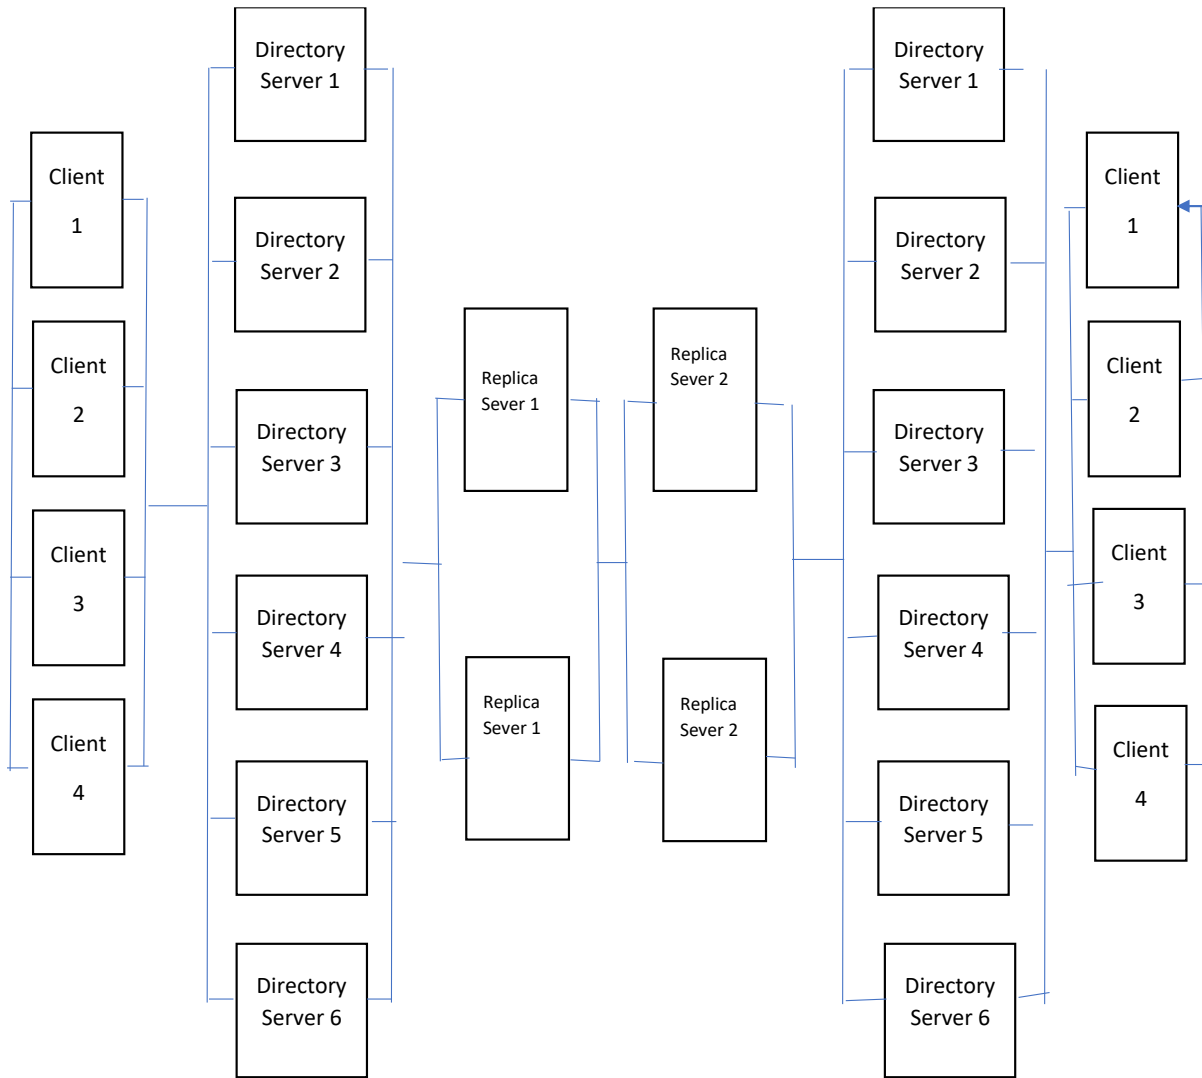 Client
1
Client
2
Client
3
Client
4
Directory
Server 1
Directory
Server 2
Directory
Server 3
Directory
Server 4
Directory
Server 5
Directory
Server 6
Replica
Sever 1
Replica
Sever 1
Replica
Sever 2
Replica
Sever 2
Directory
Server 1
Directory
Server 2
Directory
Server 3
Directory
Server 4
Directory
Server 5
Directory
Server 6
Client
1
Client
2
Client
3
Client
4